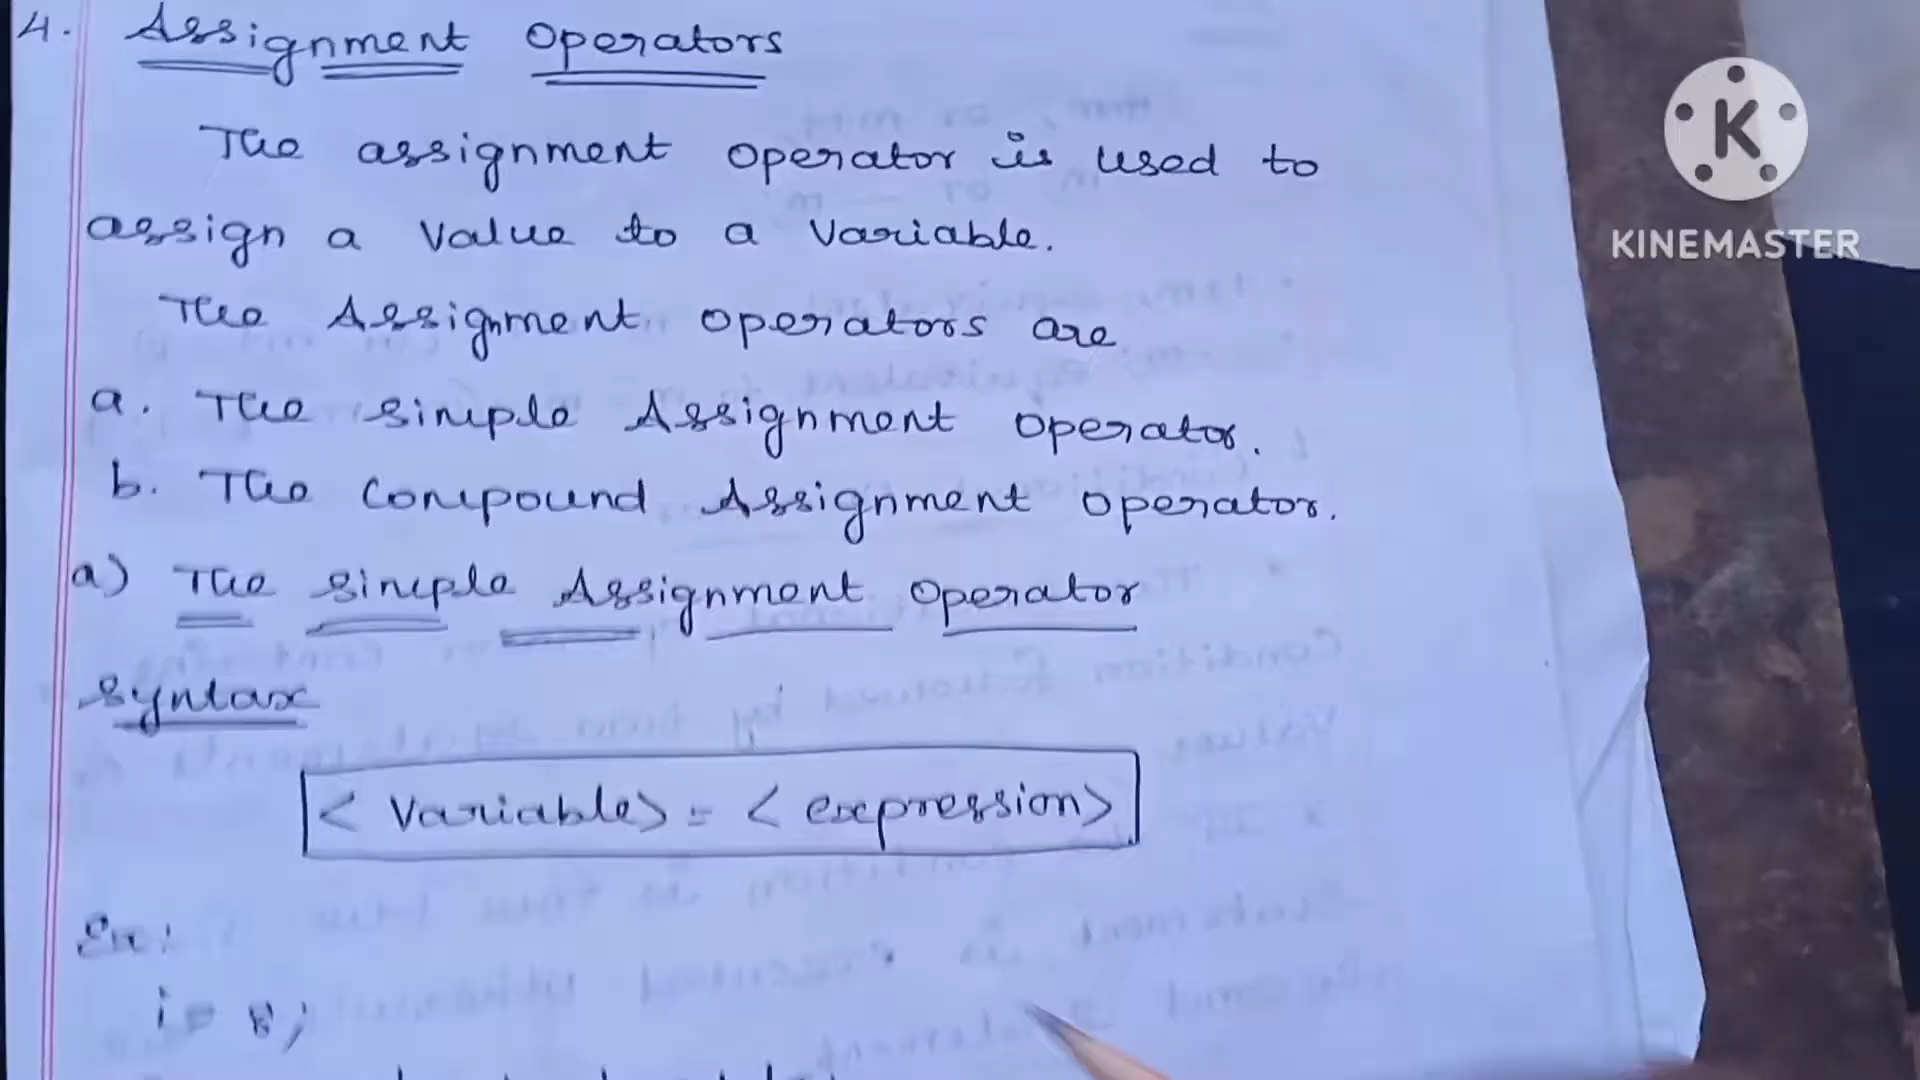 4. Assignment Operators
The assignment operator is used to
assign a value to a variable.
The Assignment operators are
a. The simple Assignment operator.
b. The compound Assignment operator.
a) The simple Assignment Operator
Syntax
< Variable> = < expression>
Ex:
i = 8;
K
KINEMASTER